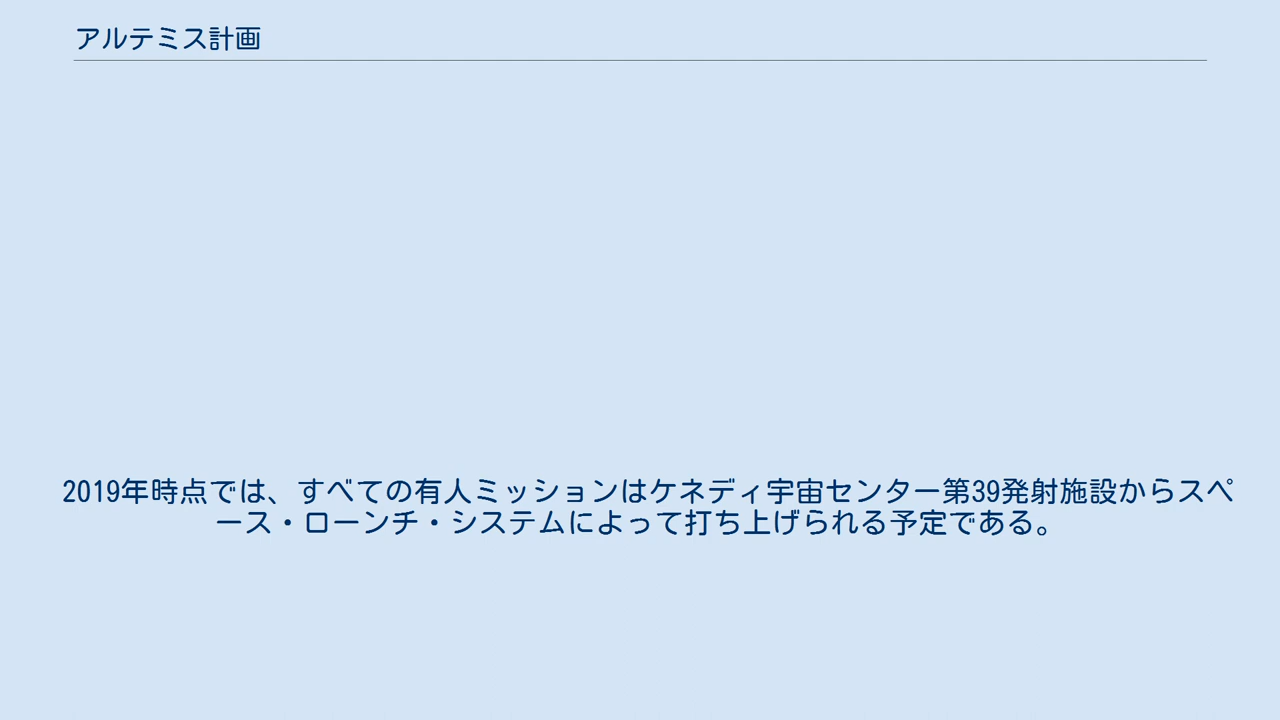 アルテミス計画
2019年時点では、すべての有人ミッションはケネディ宇宙センター第39発射施設からスペ
ース・ローンチ・システムによって打ち上げられる予定である。